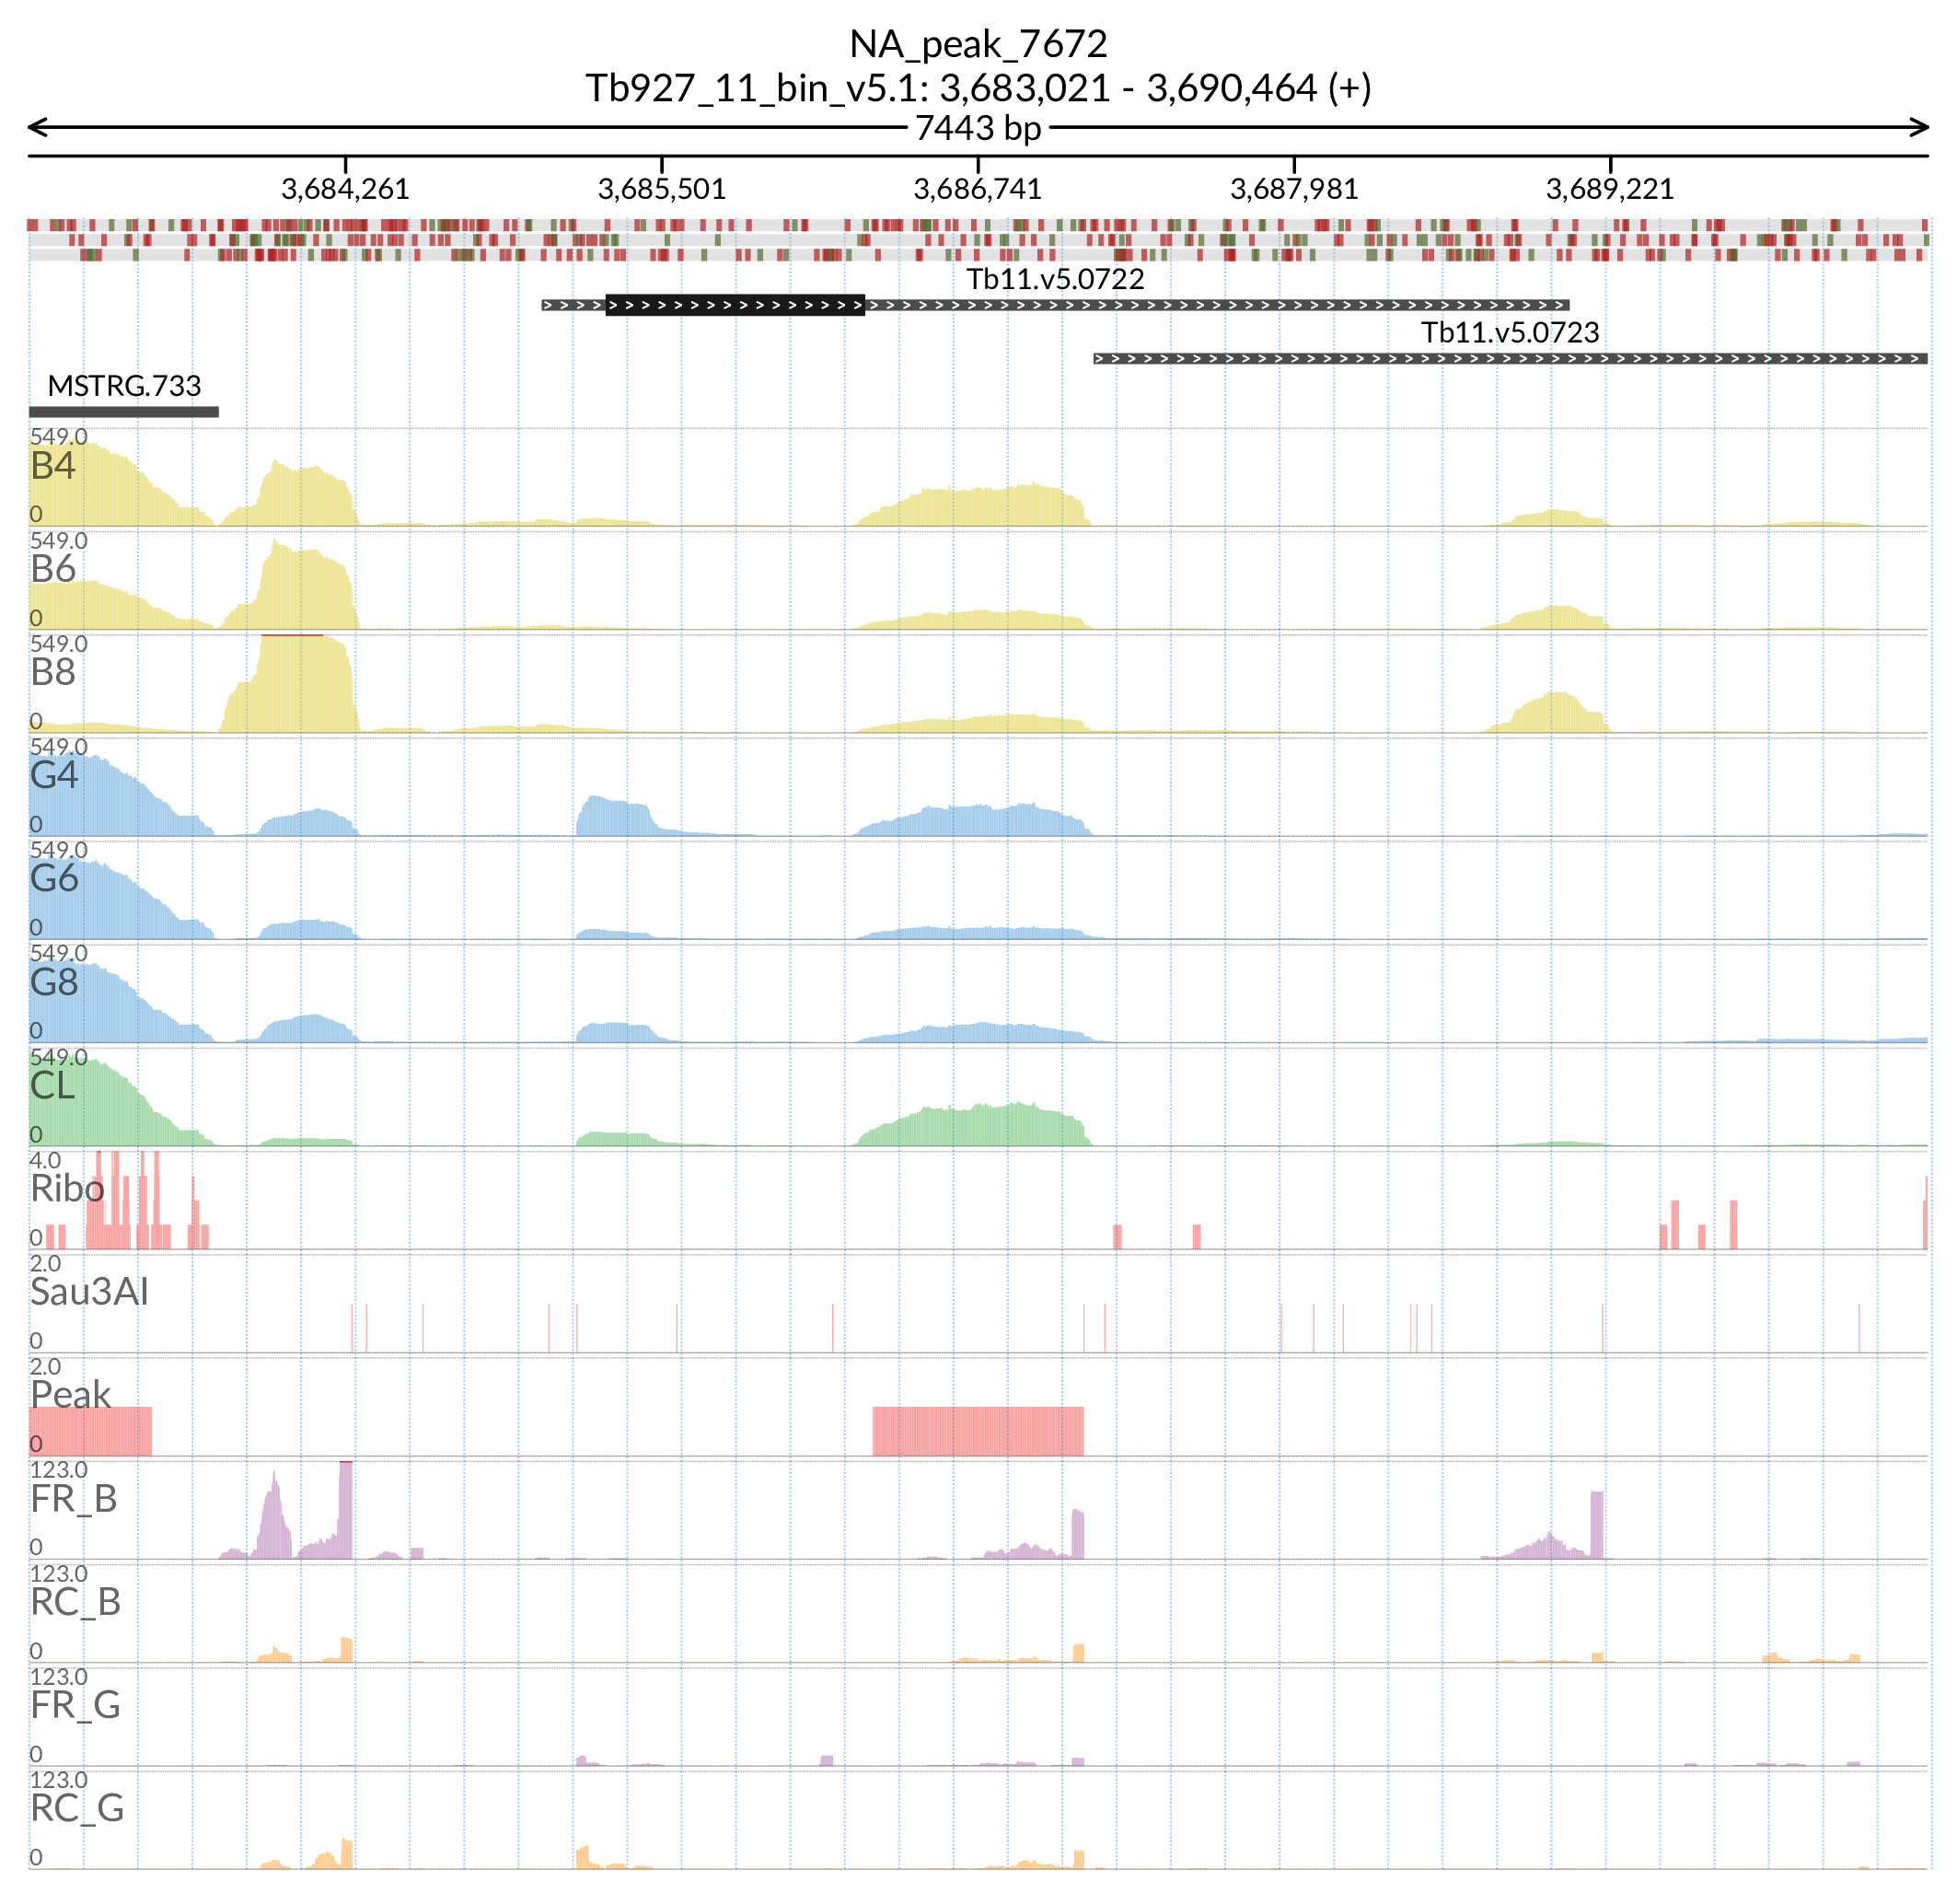 NA_peak_7672
Tb927_11_bin_v5.1: 3,683,021 - 3,690,464 (+)
7443 bp
3,684,261 3,685,501 3,686,741 3,687,981 3,689,221
Tb11.v5.0722
Tb11.v5.0723
MSTRG.733
549.0
B4
0
549.0
B6
0
549.0
B8
0
549.0
G4
0
549.0
G6
0
549.0
G8
0
549.0
CL
0
4.0
Ribo
0
2.0
Sau3AI
0
2.0
Peak
0
123.0
FR_B
0
123.0
RC_B
0
123.0
FR_G
0
123.0
RC_G
0